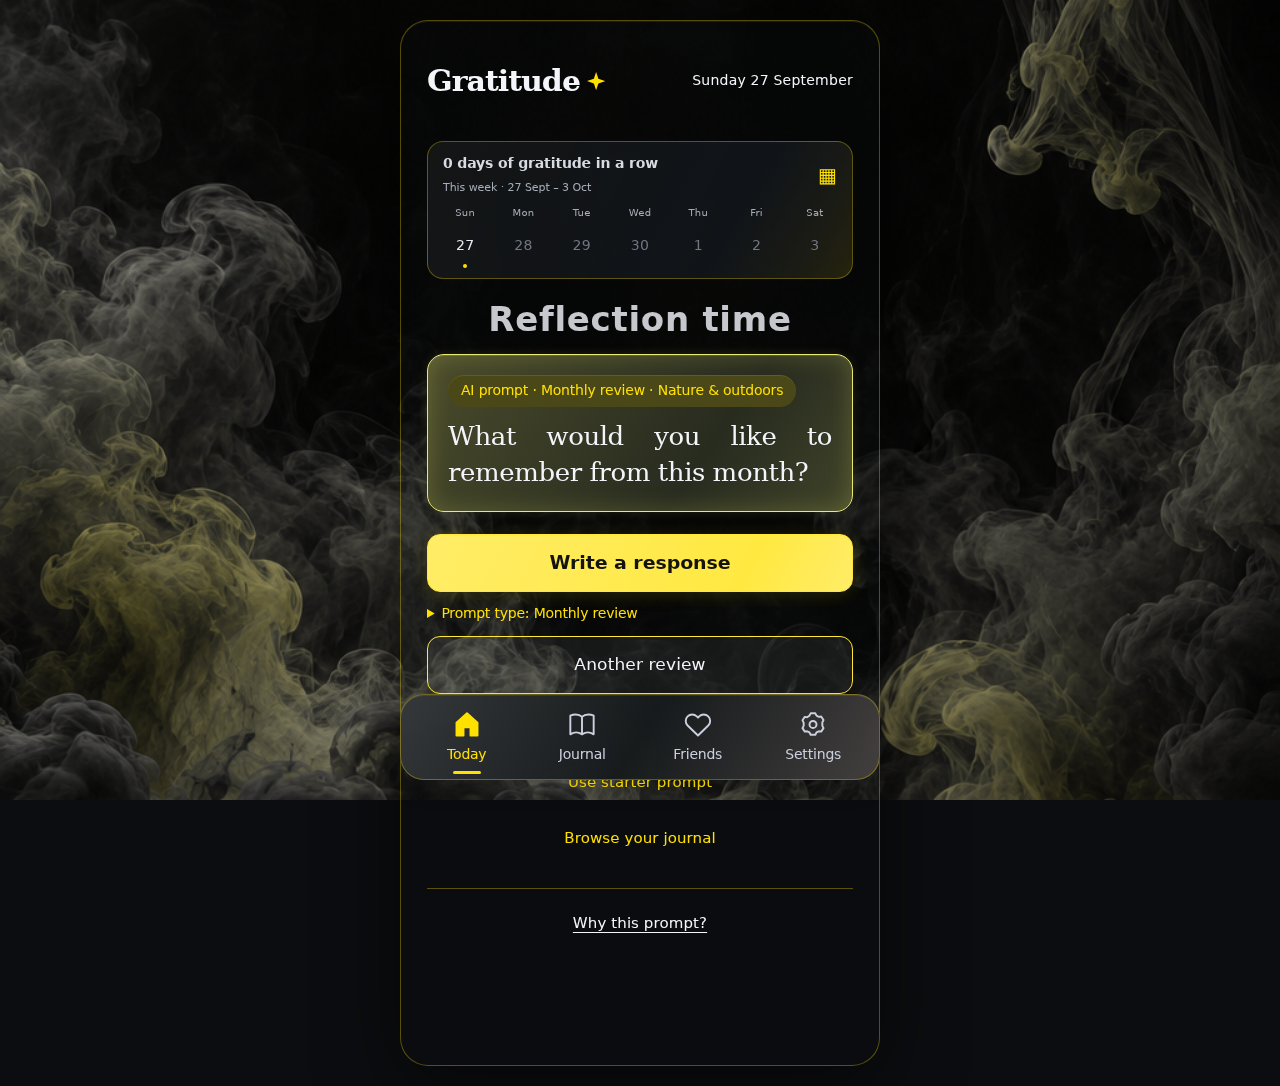 Gratitude
Sunday 27 September
0 days of gratitude in a row
This week · 27 Sept – 3 Oct
Sun Mon Tue Wed Thu Fri Sat
27 28 29 30 1 2 3
Reflection time
AI prompt · Monthly review · Nature & outdoors
What would you like to
remember from this month?
Write a response
Prompt type: Monthly review
Another review
Today Journal Friends Settings
Use starter prompt
Browse your journal
Why this prompt?